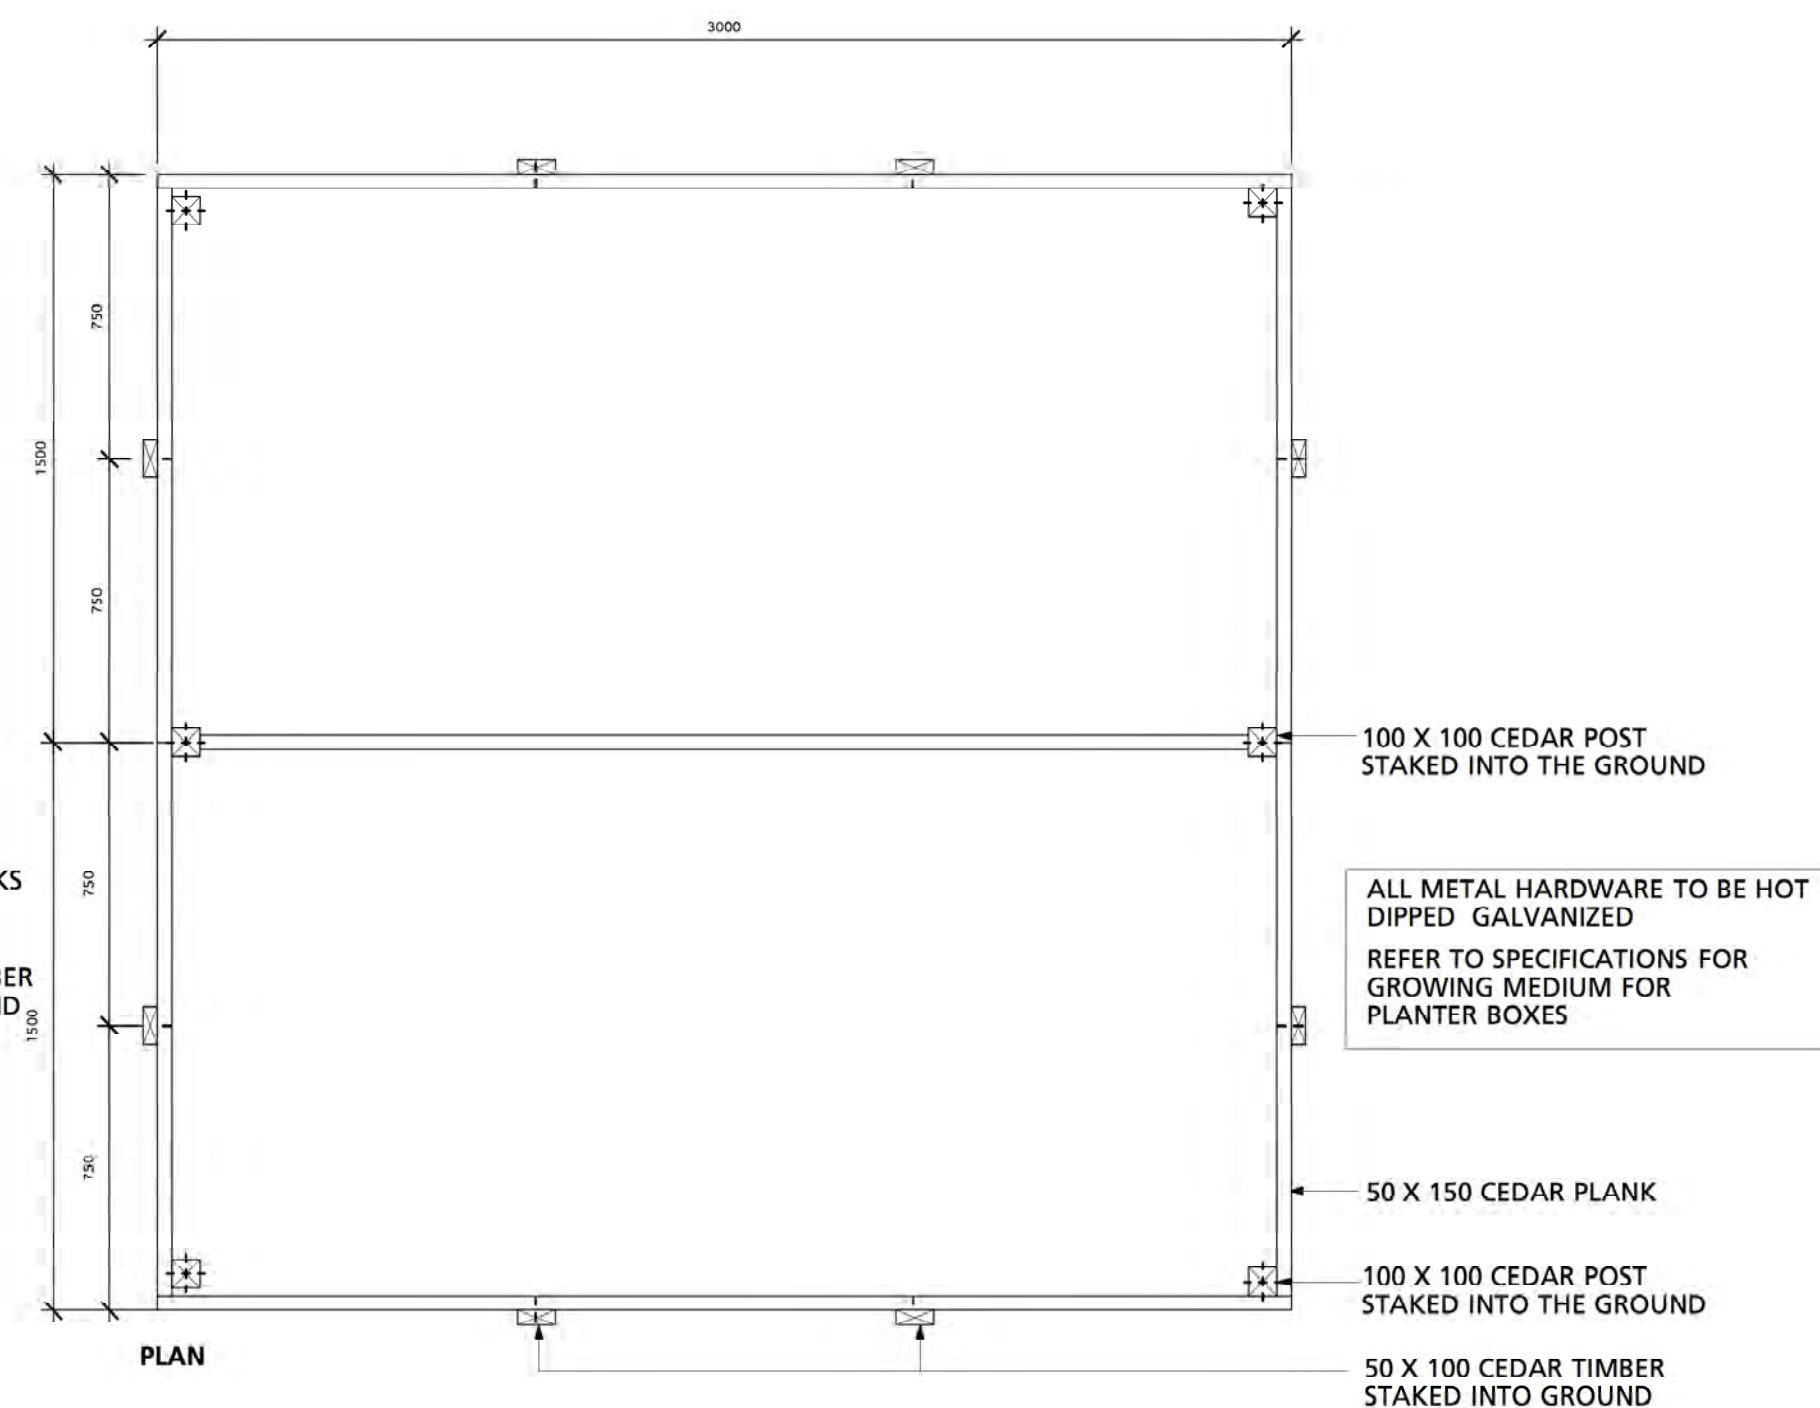 3000
750
1500
750
100 X 100 CEDAR POST
STAKED INTO THE GROUND
KS
750
ALL METAL HARDWARE TO BE HOT
DIPPED GALVANIZED
REFER TO SPECIFICATIONS FOR
GROWING MEDIUM FOR
PLANTER BOXES
1500
750
50 X 150 CEDAR PLANK
100 X 100 CEDAR POST
STAKED INTO THE GROUND
PLAN
50 X 100 CEDAR TIMBER
STAKED INTO GROUND